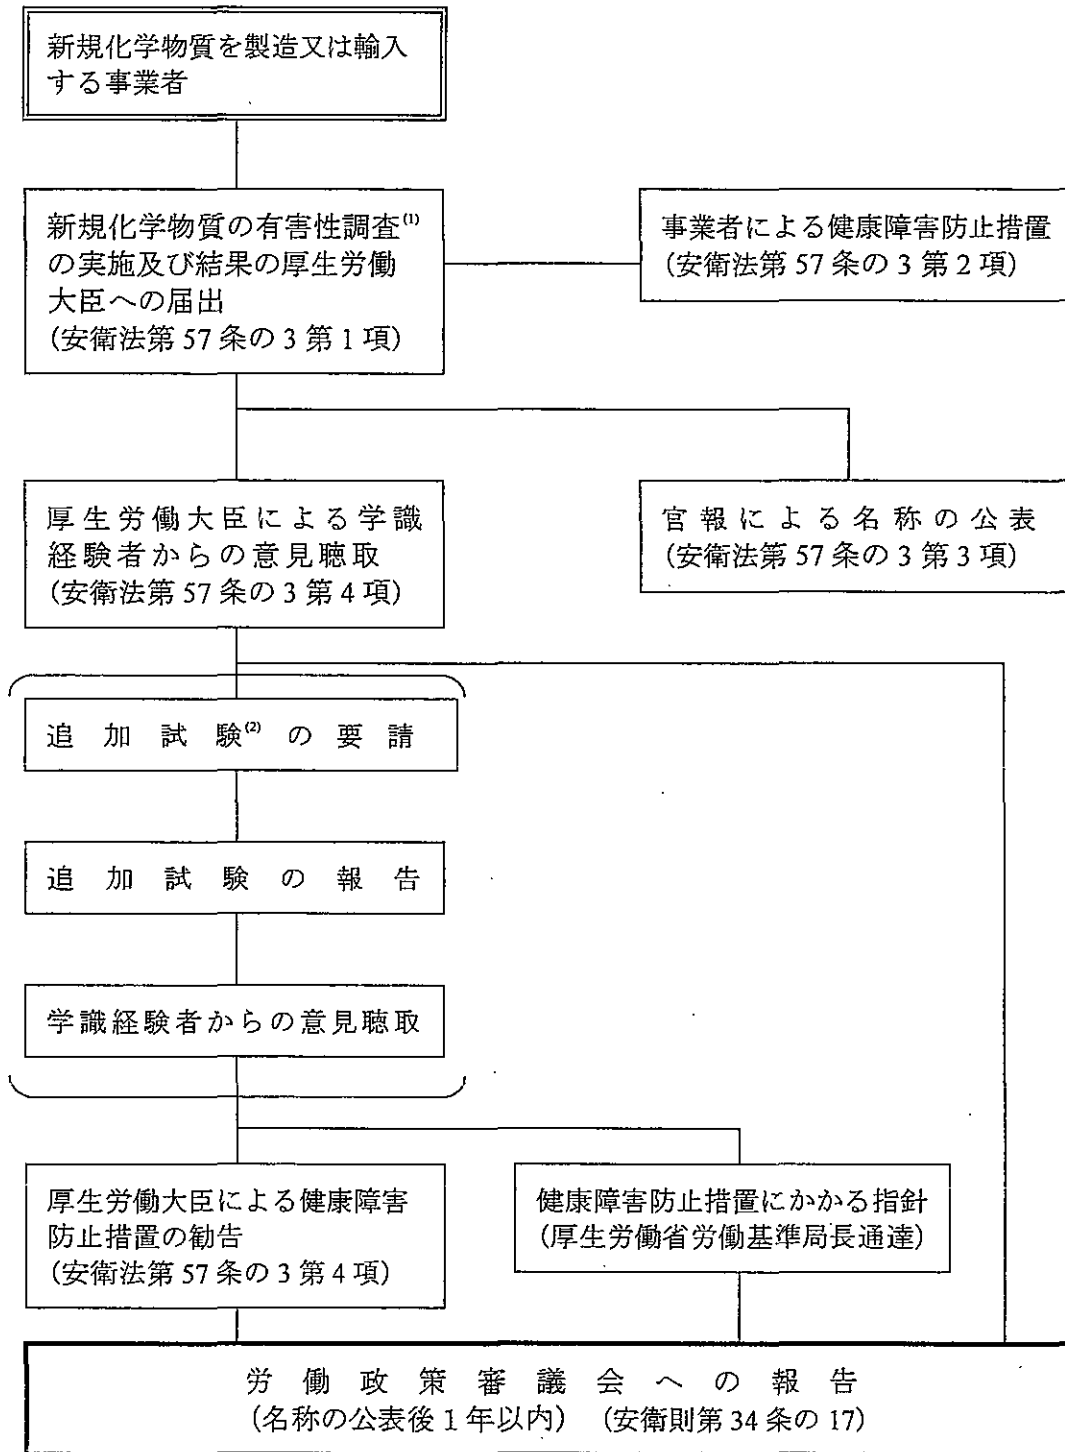 新規化学物質を製造又は輸入
する事業者
新規化学物質の有害性調査(1)
の実施及び結果の厚生労働
大臣への届出
(安衛法第57条の3第1項)
事業者による健康障害防止措置
(安衛法第57条の3第2項)
厚生労働大臣による学識
経験者からの意見聴取
(安衛法第57条の3第4項)
官報による名称の公表
(安衛法第57条の3第3項)
追加試験(2)の要請
追加試験の報告
学識経験者からの意見聴取
厚生労働大臣による健康障害
防止措置の勧告
(安衛法第57条の3第4項)
健康障害防止措置にかかる指針
(厚生労働省労働基準局長通達)
労働政策審議会への報告
(名称の公表後1年以内) (安衛則第34条の17)